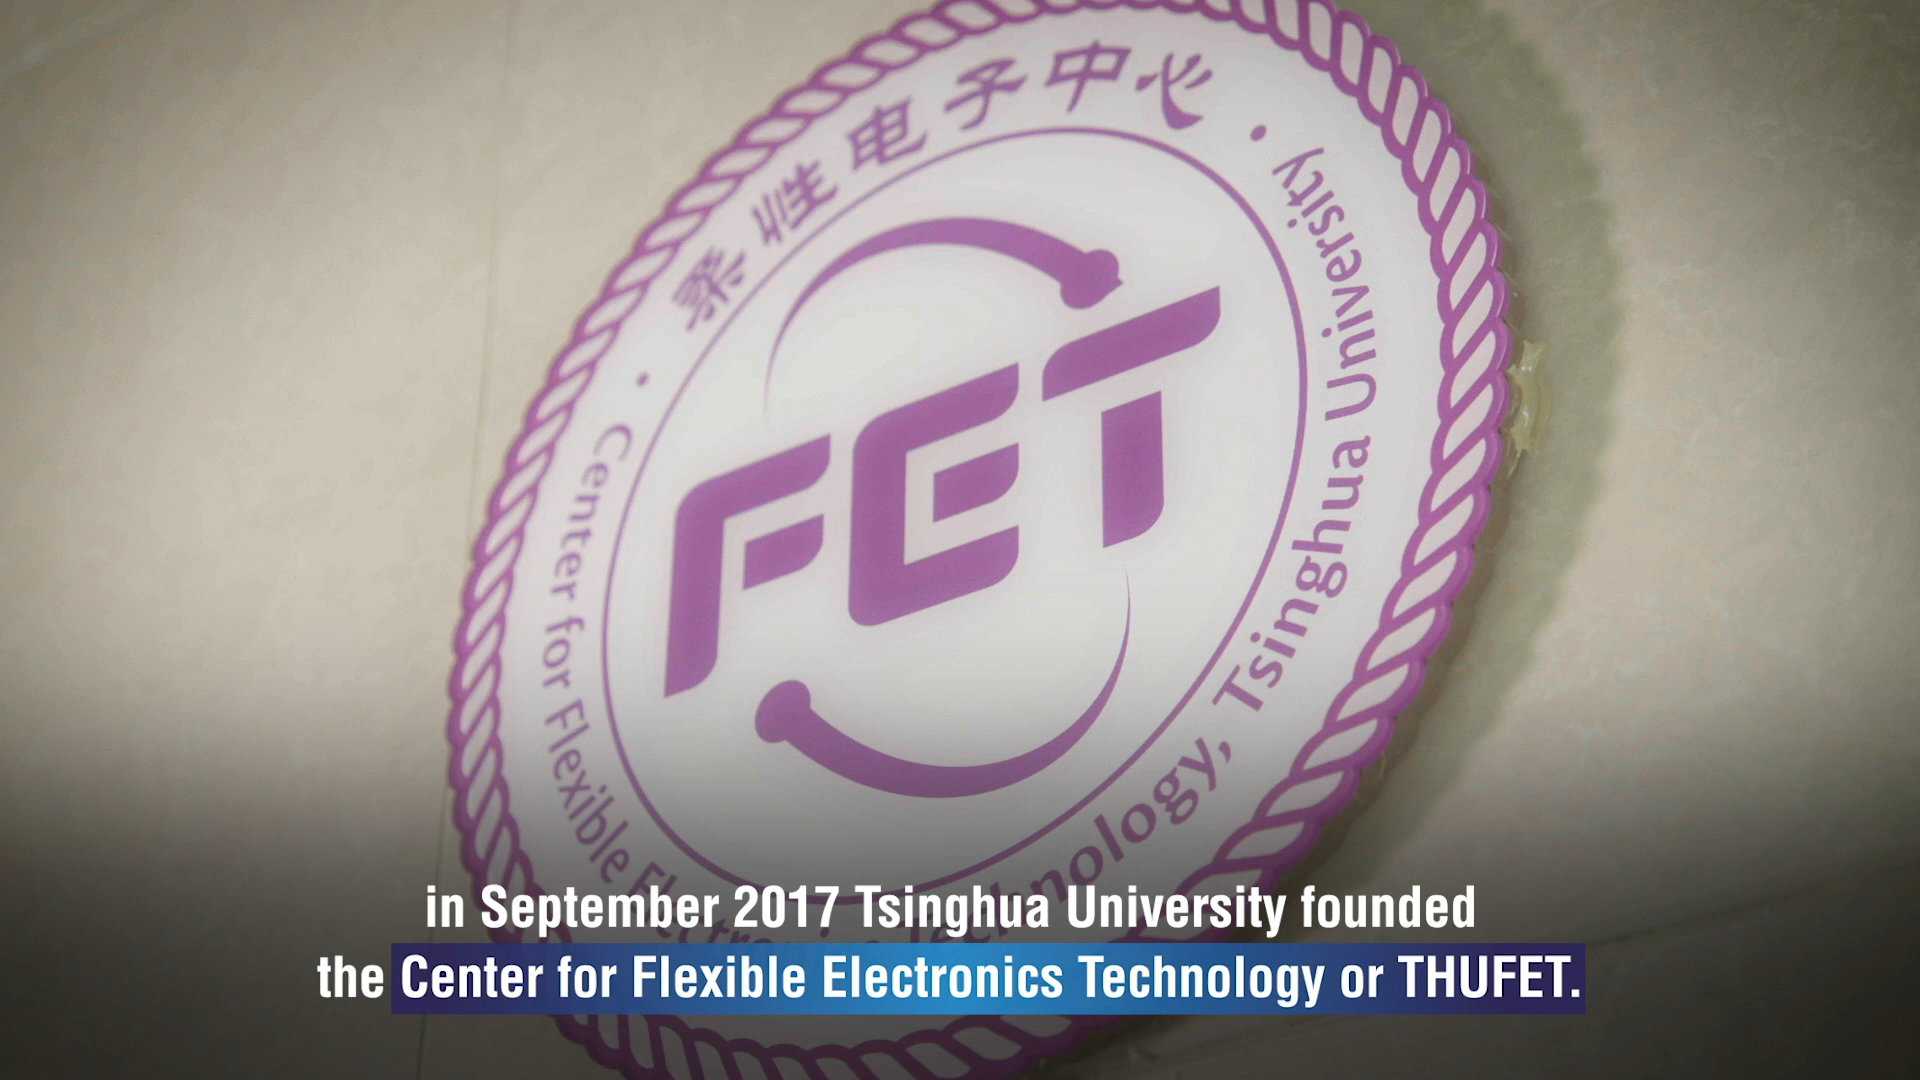 柔性电子中心
Center for Flexible Electronics Technology, Tsinghua University
FET
in September 2017 Tsinghua University founded
the Center for Flexible Electronics Technology or THUFET.